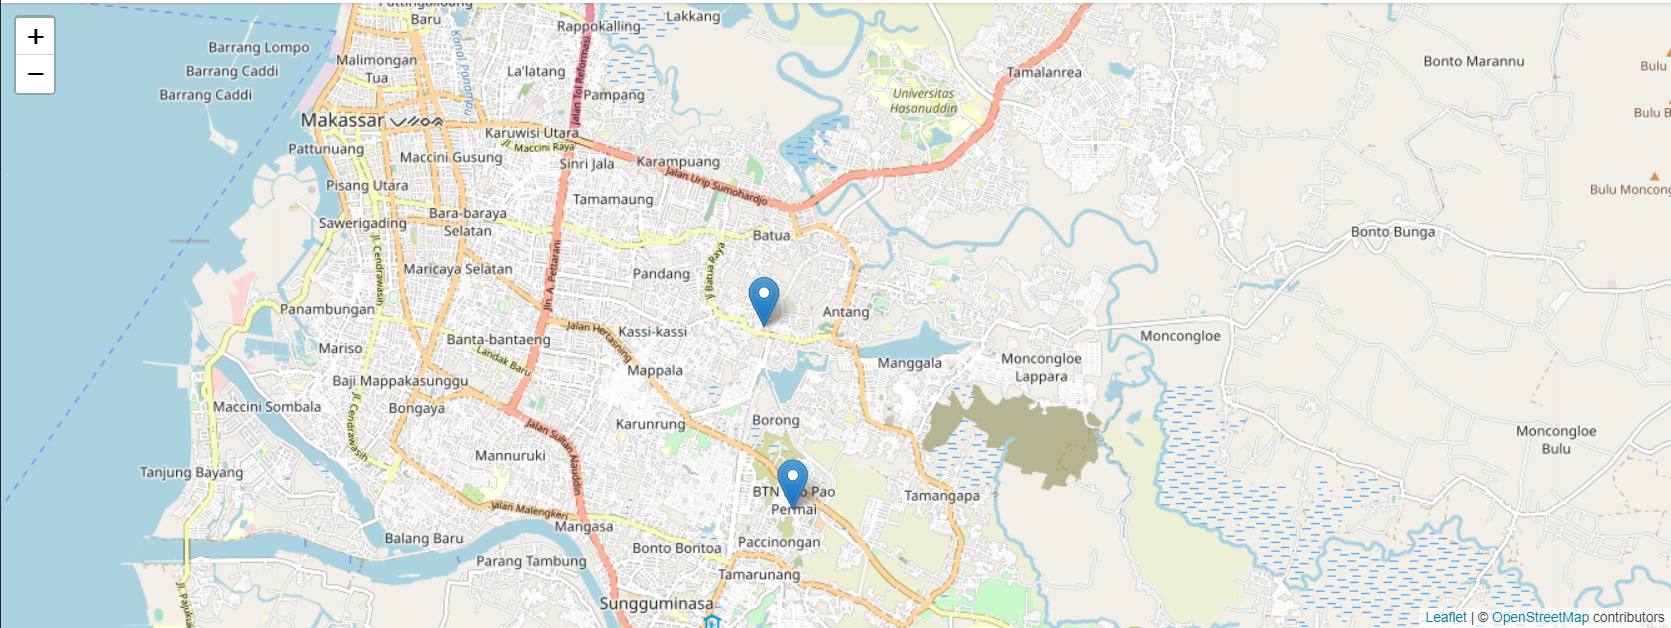 Pattingalloang
Baru
Lakkang
Rappokalling
+
−
Barrang Lompo
Barrang Caddi
Barrang Caddi
Malimongan
Tua
Kanal Panampu
La'latang
Pampang
Jalan Tol Reformasi
Tamalanrea
Universitas
Hasanuddin
Bonto Marannu
Bulu
Bulu B
Makassar ᨆᨀᨔᨑ
Karuwisi Utara
Jl. Maccini Raya
Pattunuang
Maccini Gusung
Sinri Jala
Karampuang
Jalan Urip Sumohardjo
Pisang Utara
Tamamaung
Bulu Moncong
Sawerigading
Bara-baraya
Selatan
Batua
Bonto Bunga
Jl. Cendrawasih
Jln. A. Pettarani
Jl Batua Raya
Maricaya Selatan
Pandang
Panambungan
Antang
Jalan Hertasning
Kassi-kassi
Banta-bantaeng
Landak Baru
Mariso
Moncongloe
Mappala
Manggala
Moncongloe
Lappara
Baji Mappakasunggu
Maccini Sombala
Bongaya
Jl. Cendrawasih
Karunrung
Borong
Jalan Sultan Alauddin
Moncongloe
Bulu
Mannuruki
Tanjung Bayang
BTN Pao
Permai
Tamangapa
Jalan Malengkeri
Mangasa
Balang Baru
Bonto Bontoa
Paccinongan
Parang Tambung
Tamarunang
Jl. Pajjuku
Sungguminasa
Leaflet | © OpenStreetMap contributors